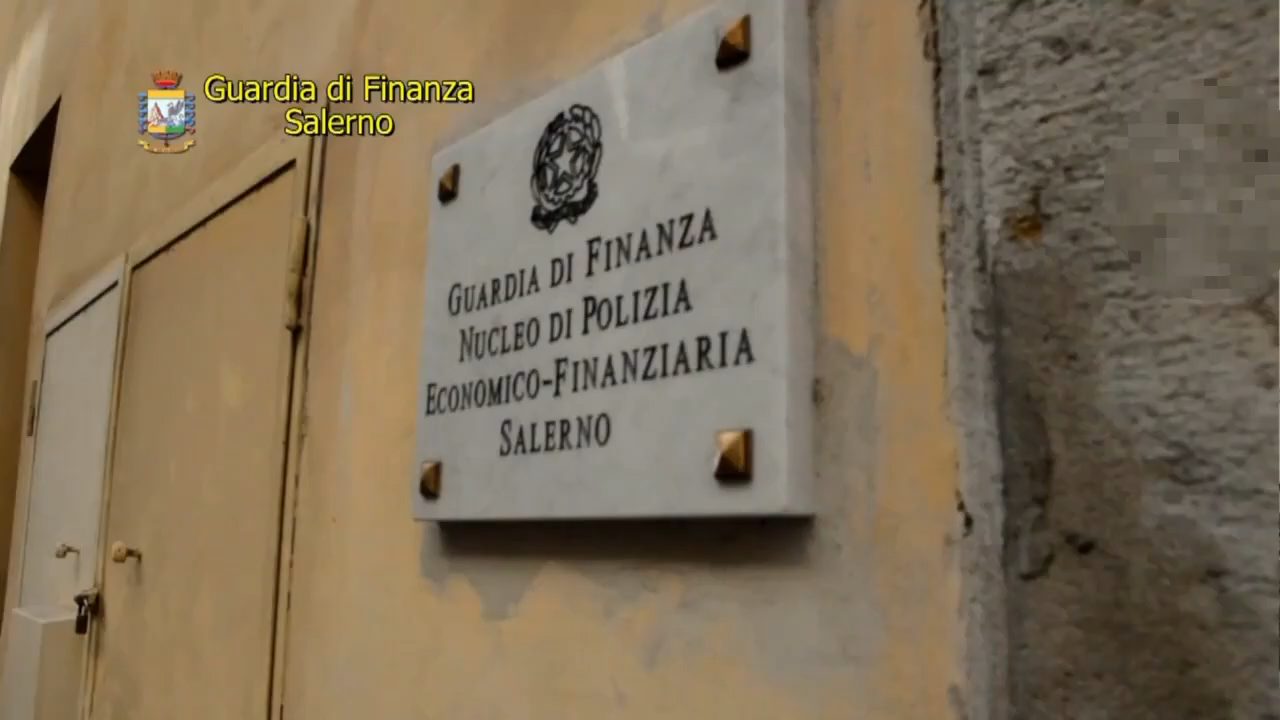 Guardia di Finanza
Salerno
GUARDIA DI FINANZA
NUCLEO DI POLIZIA
ECONOMICO-FINANZIARIA
SALERNO